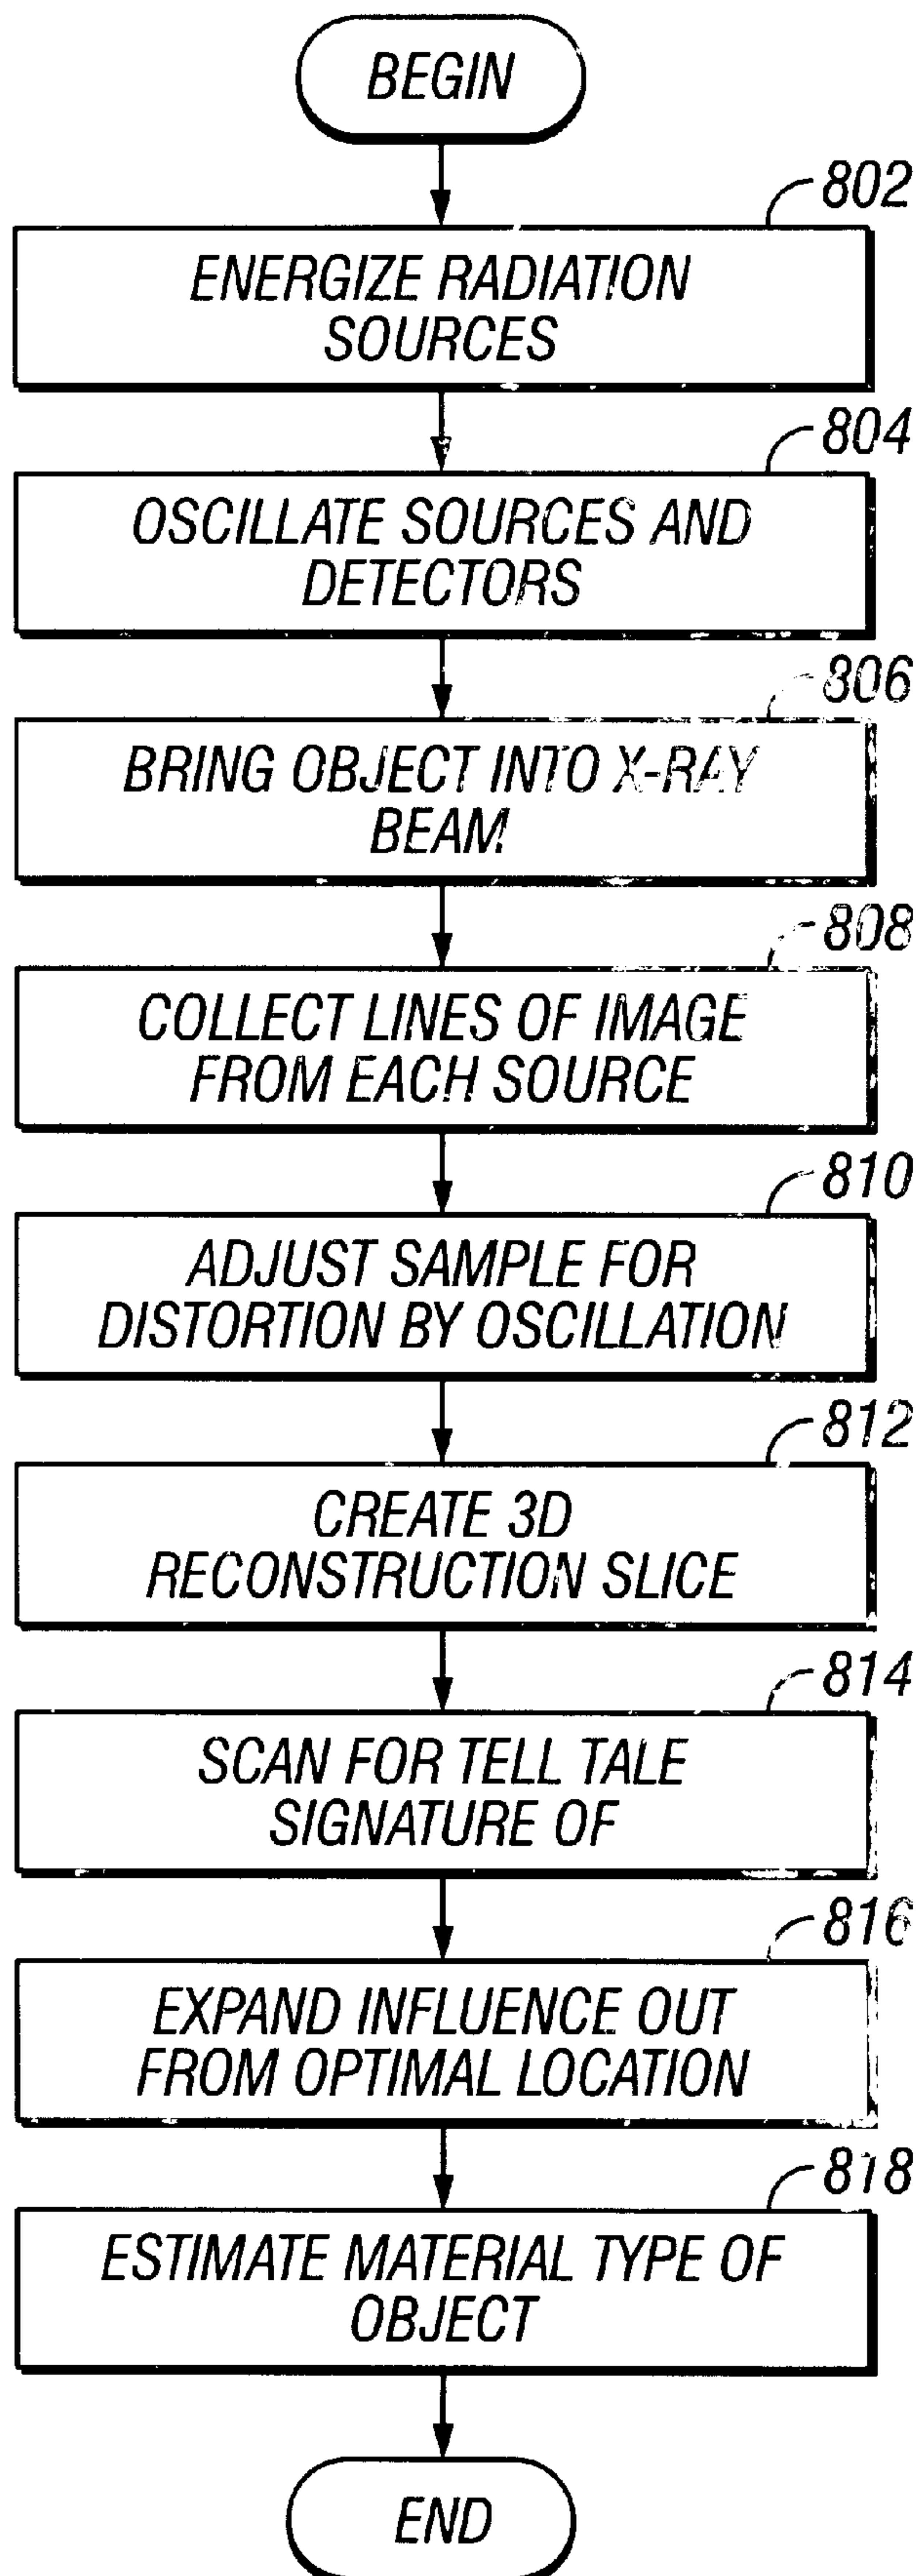 BEGIN
802
ENERGIZE RADIATION
SOURCES
804
OSCILLATE SOURCES AND
DETECTORS
806
BRING OBJECT INTO X-RAY
BEAM
808
COLLECT LINES OF IMAGE
FROM EACH SOURCE
810
ADJUST SAMPLE FOR
DISTORTION BY OSCILLATION
812
CREATE 3D
RECONSTRUCTION SLICE
814
SCAN FOR TELL TALE
SIGNATURE OF
816
EXPAND INFLUENCE OUT
FROM OPTIMAL LOCATION
818
ESTIMATE MATERIAL TYPE OF
OBJECT
END